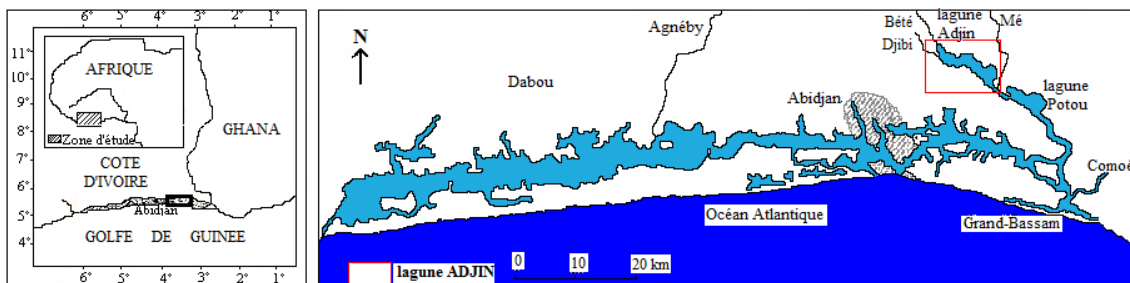 6° 5° 4° 3° 2° 1°
11°
10°
9°
8°
7°
6°
5°
4°
AFRIQUE
Zone d'étude
GHANA
COTE
D'IVOIRE
Abidjan
GOLFE DE GUINEE
6° 5° 4° 3° 2° 1° 0°
N
Agnéby
Dabou
Bété
Djibi
lagune
Adjin
Mé
lagune
Potou
Abidjan
Comoé
Océan Atlantique
Grand-Bassam
0 10 20 km
lagune ADJIN